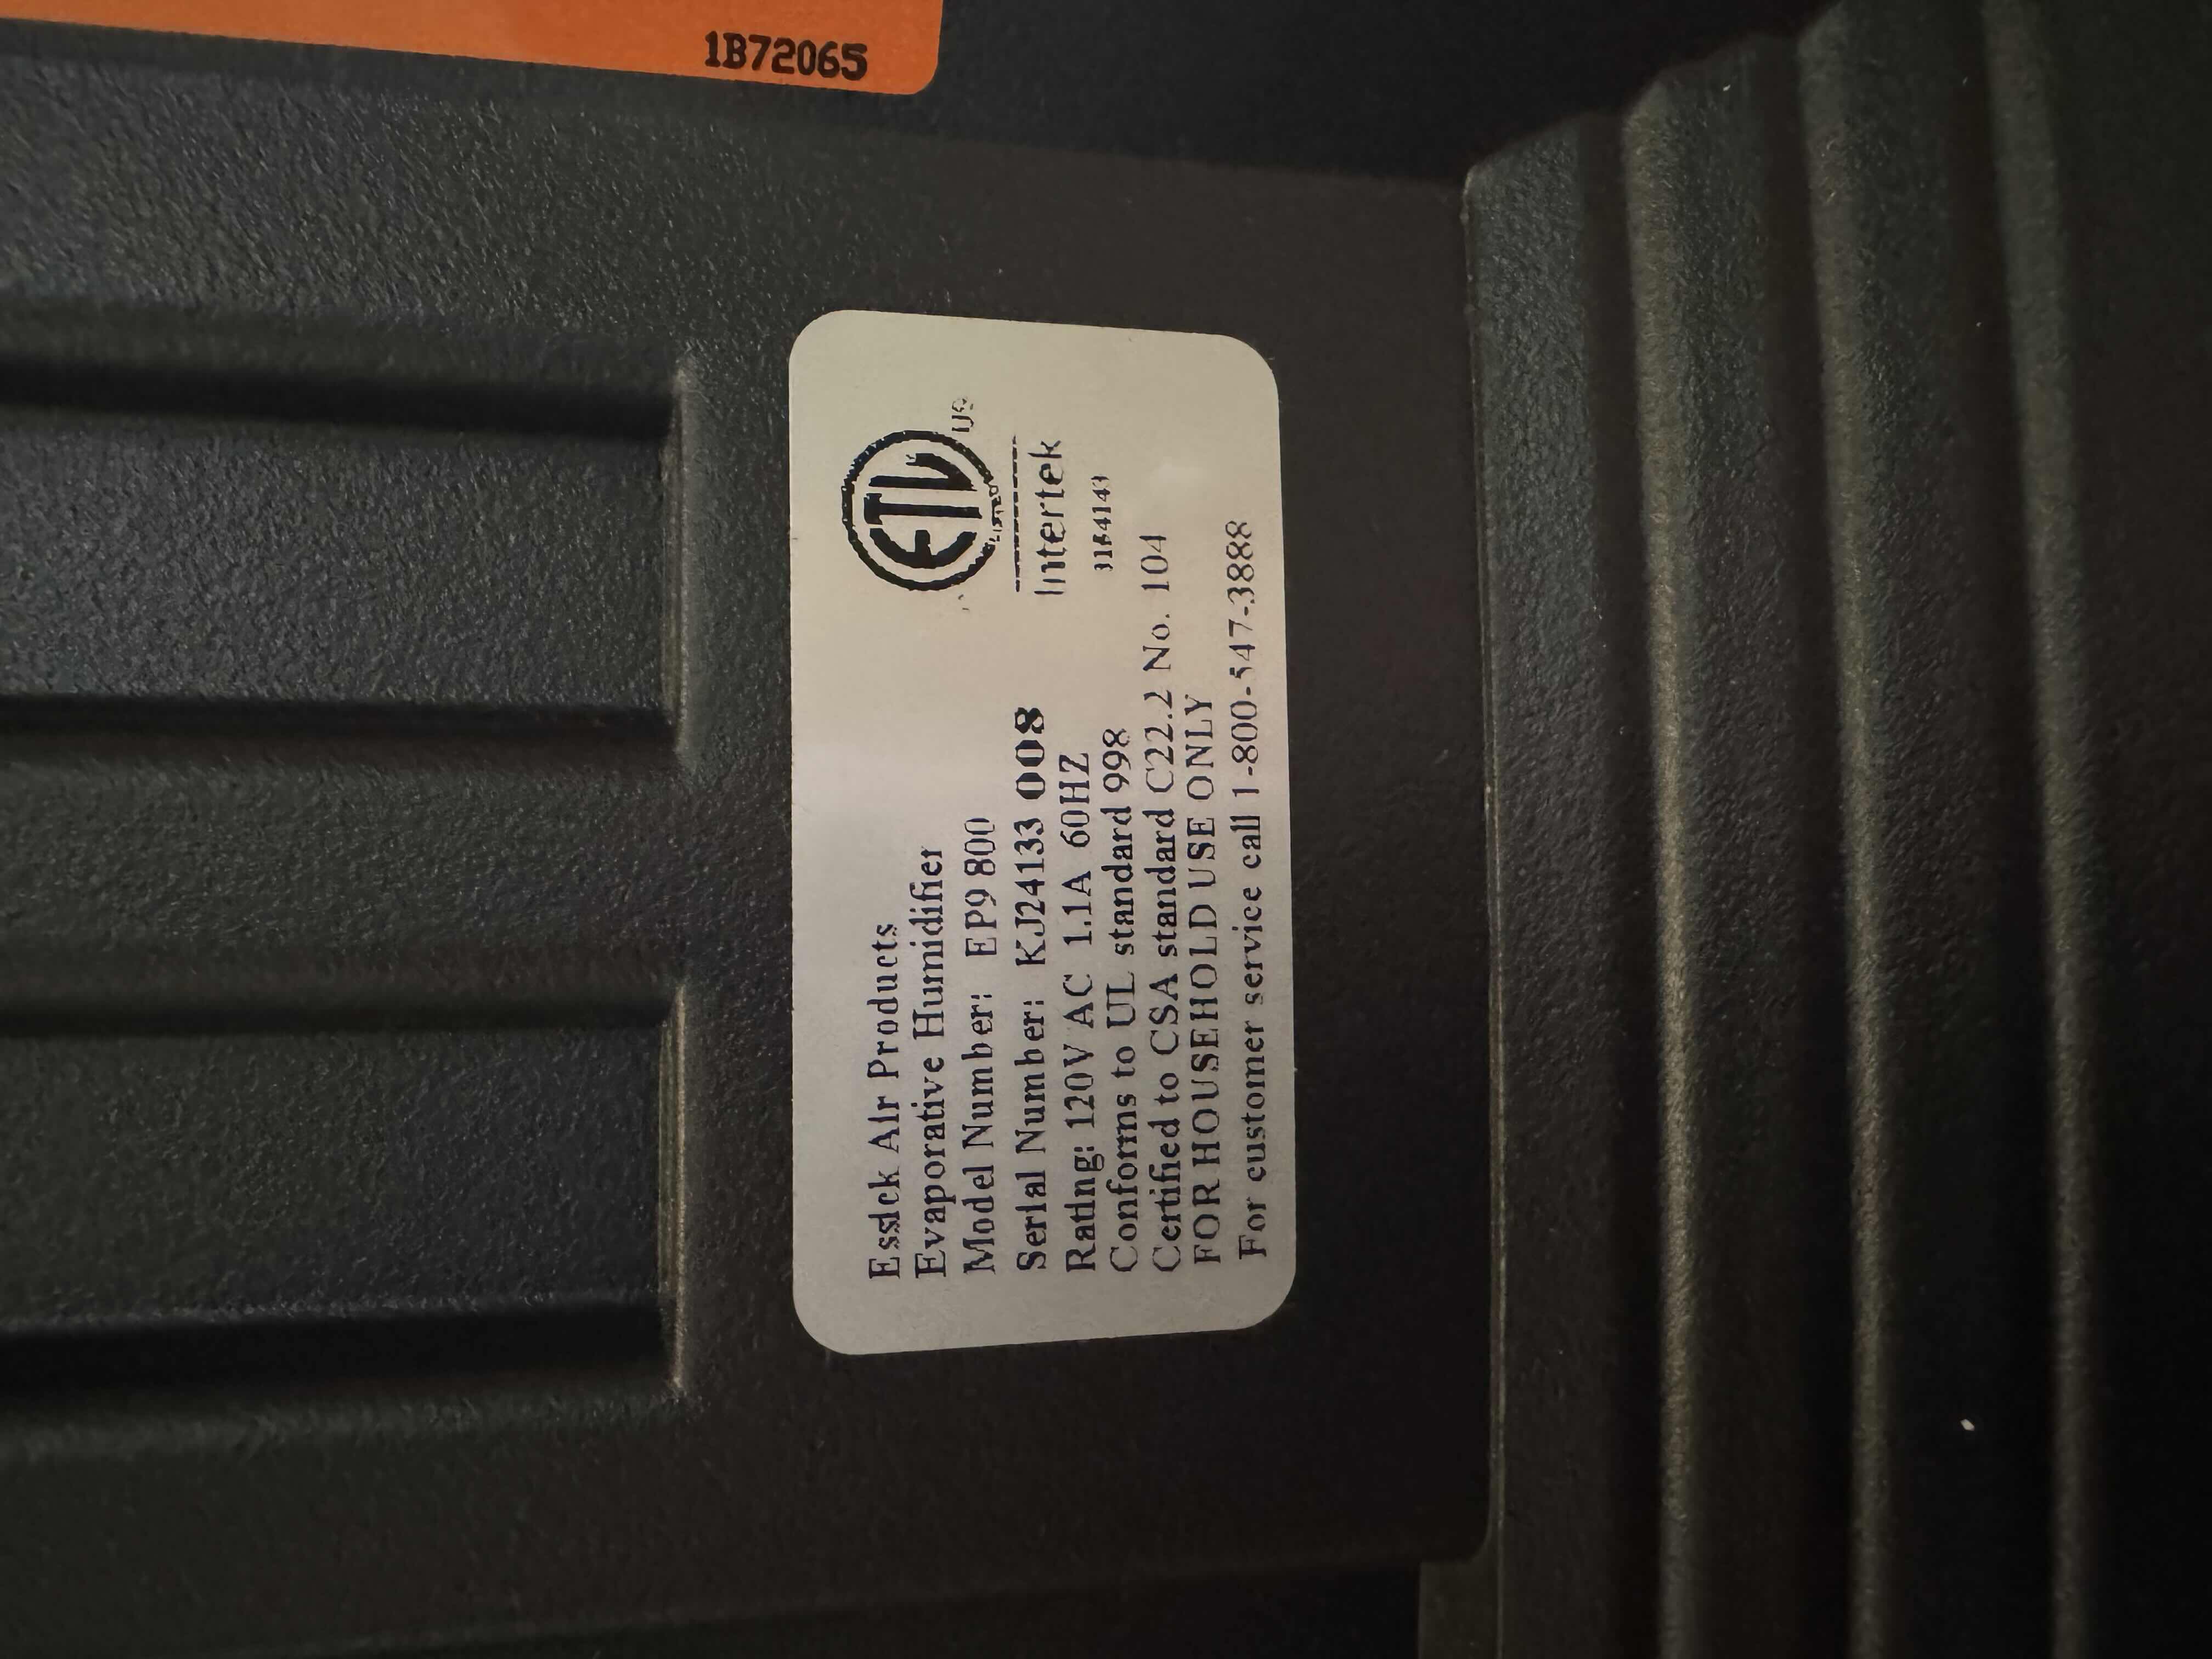 1B72065
Essick Air Products
Evaporative Humidifier
Model Number: EP9 800
Serial Number: KJ24133 008
Rating: 120V AC 1.1A 60HZ
Conforms to UL standard 998
Certified to CSA standard C22.2 No. 104
FOR HOUSEHOLD USE ONLY
For customer service call 1-800-547-3888
ETL
LISTED
US
Intertek